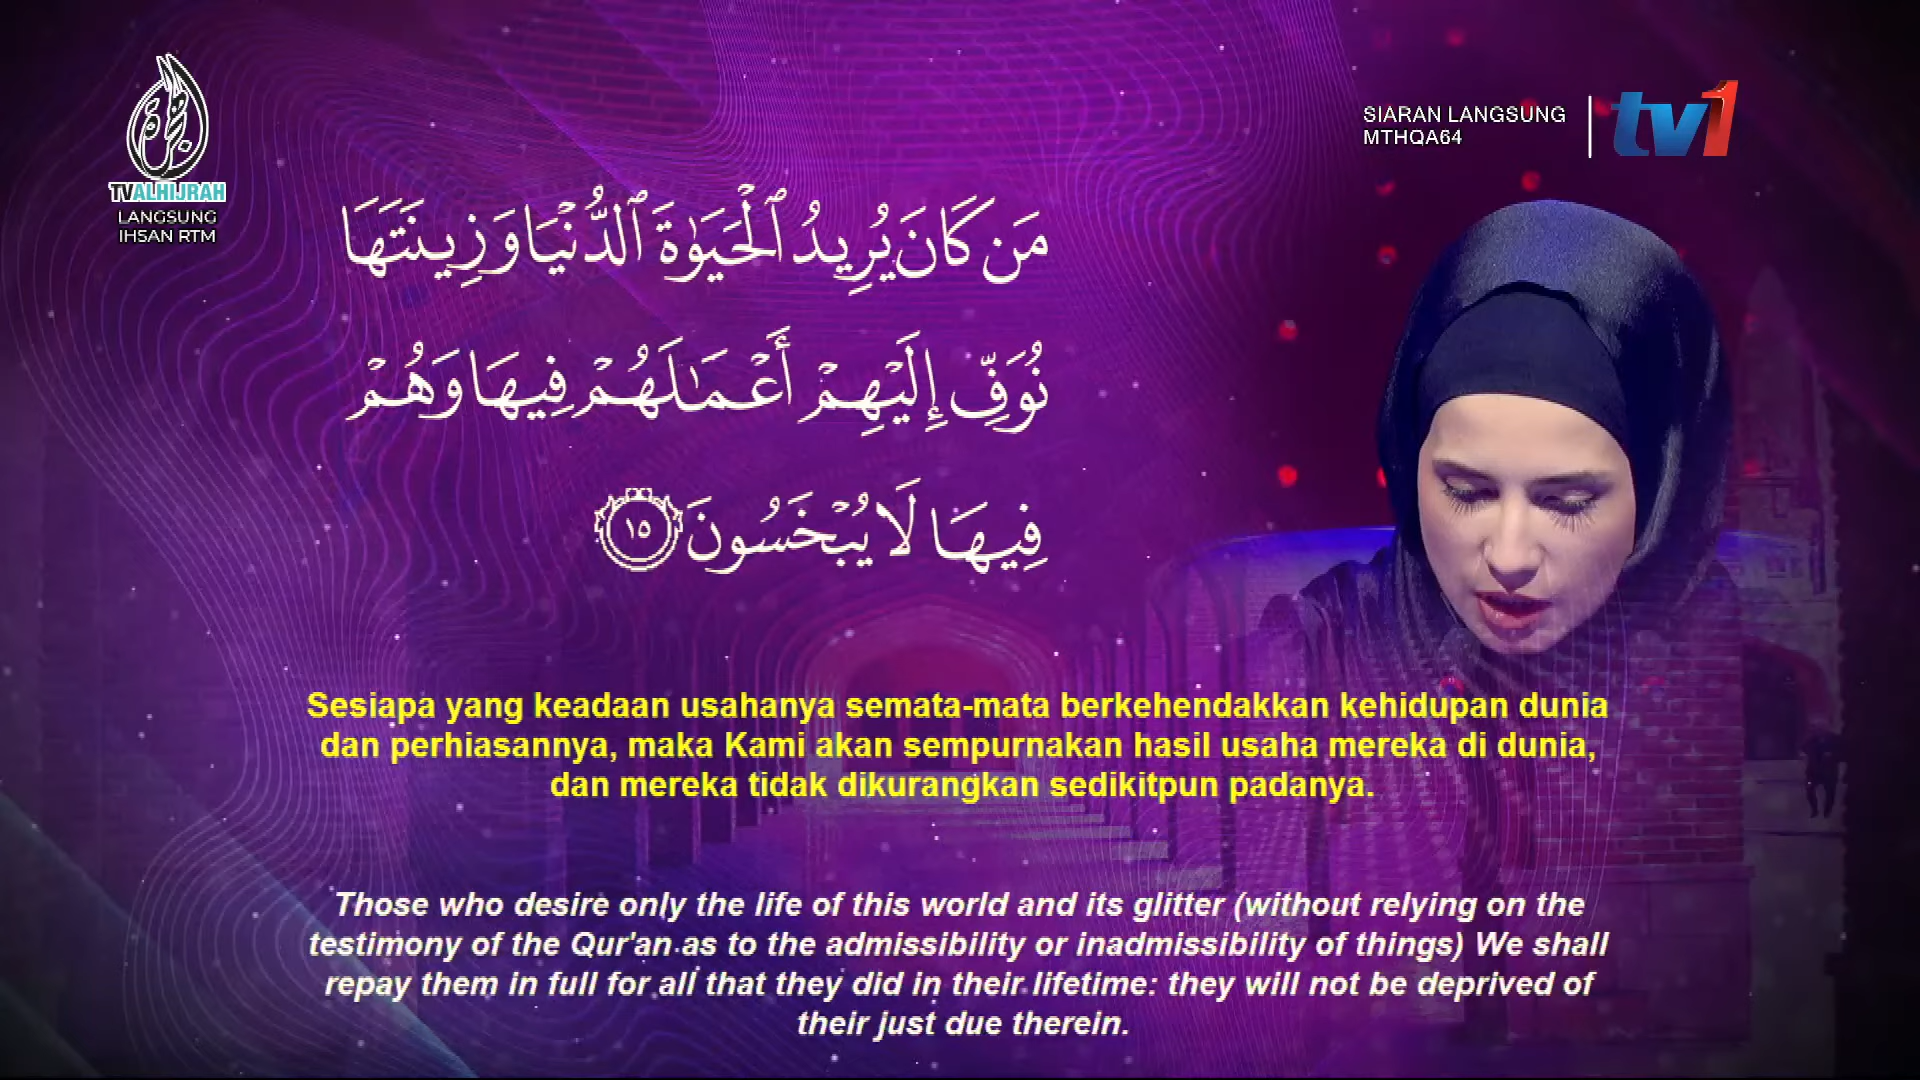 TVALHIJRAH
LANGSUNG
IHSAN RTM
SIARAN LANGSUNG
MTHQA64
tv1
مَن كَانَ يُرِيدُ ٱلْحَيَوٰةَ ٱلدُّنْيَا وَزِينَتَهَا
نُوَفِّ إِلَيْهِمْ أَعْمَـٰلَهُمْ فِيهَا وَهُمْ
فِيهَا لَا يُبْخَسُونَ ١٥
Sesiapa yang keadaan usahanya semata-mata berkehendakkan kehidupan dunia
dan perhiasannya, maka Kami akan sempurnakan hasil usaha mereka di dunia,
dan mereka tidak dikurangkan sedikitpun padanya.
Those who desire only the life of this world and its glitter (without relying on the
testimony of the Qur'an as to the admissibility or inadmissibility of things) We shall
repay them in full for all that they did in their lifetime: they will not be deprived of
their just due therein.